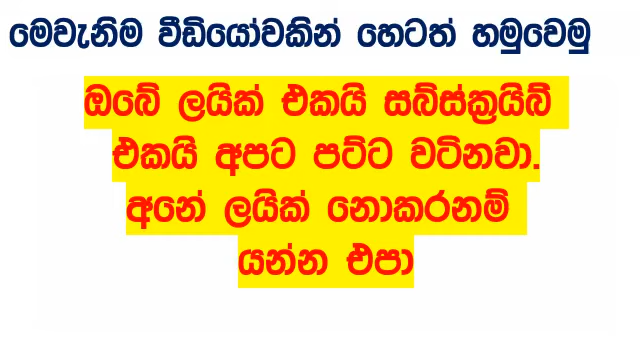 මෙවැනිම වීඩියෝවකින් හෙටත් හමුවෙමු
ඔබේ ලයික් එකයි සබ්ස්ක්‍රයිබ්
එකයි අපට පට්ට වටිනවා.
අනේ ලයික් නොකරනම්
යන්න එපා